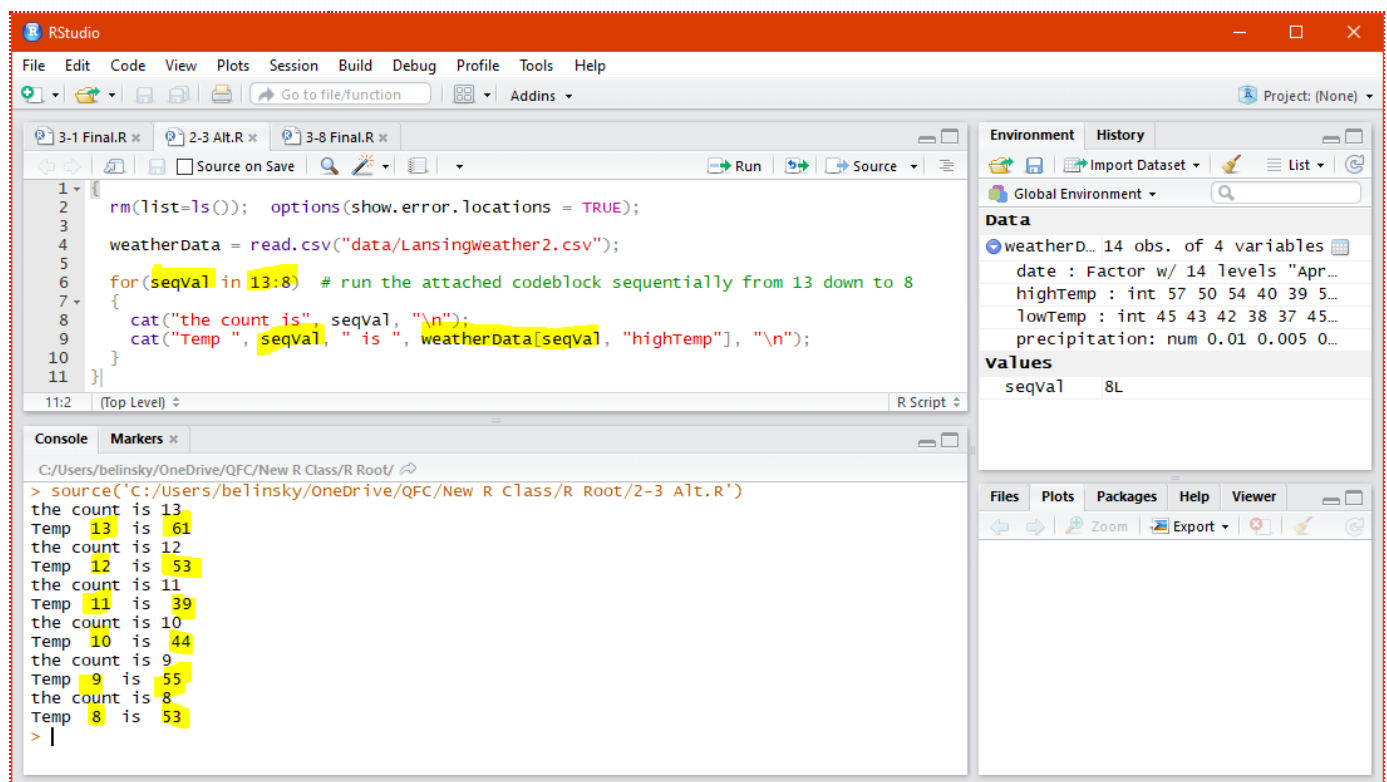 RStudio
File Edit Code View Plots Session Build Debug Profile Tools Help
Go to file/function Addins Project: (None)
3-1 Final.R 2-3 Alt.R 3-8 Final.R
Source on Save Run Source
1 {
2 rm(list=ls()); options(show.error.locations = TRUE);
3
4 weatherData = read.csv("data/LansingWeather2.csv");
5
6 for(seqVal in 13:8) # run the attached codeblock sequentially from 13 down to 8
7 {
8 cat("the count is", seqVal, "\n");
9 cat("Temp ", seqVal, " is ", weatherData[seqVal, "highTemp"], "\n");
10 }
11 }
11:2 (Top Level) R Script
Console Markers
C:/Users/belinsky/OneDrive/QFC/New R Class/R Root/
> source('C:/Users/belinsky/OneDrive/QFC/New R Class/R Root/2-3 Alt.R')
the count is 13
Temp 13 is 61
the count is 12
Temp 12 is 53
the count is 11
Temp 11 is 39
the count is 10
Temp 10 is 44
the count is 9
Temp 9 is 55
the count is 8
Temp 8 is 53
>
Environment History
Import Dataset List
Global Environment
Data
weatherD... 14 obs. of 4 variables
date : Factor w/ 14 levels "Apr...
highTemp : int 57 50 54 40 39 5...
lowTemp : int 45 43 42 38 37 45...
precipitation: num 0.01 0.005 0...
Values
seqVal 8L
Files Plots Packages Help Viewer
Zoom Export